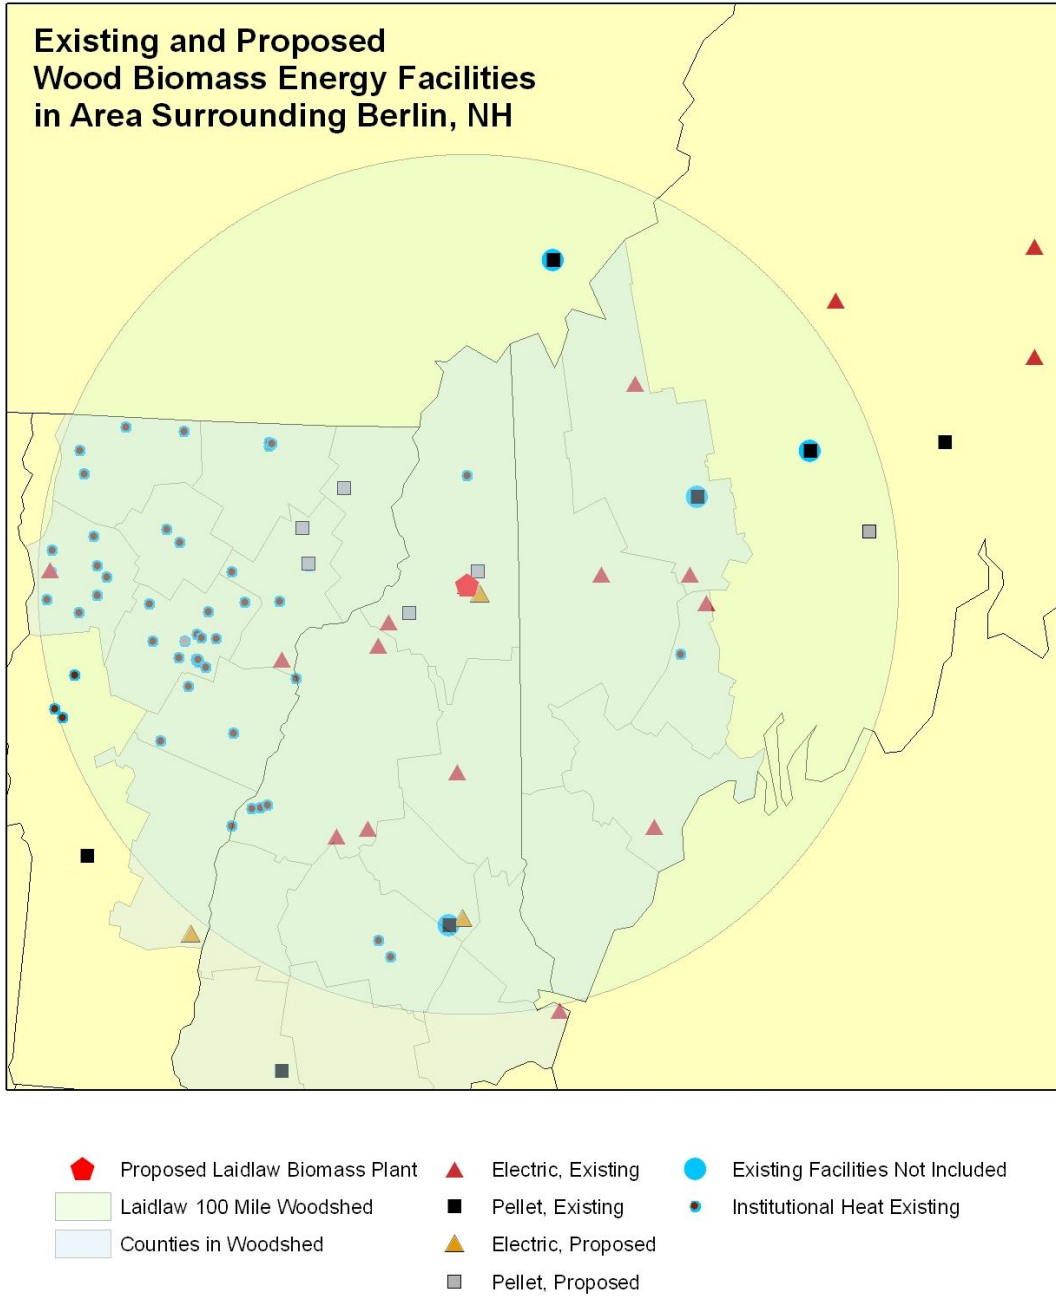 Existing and Proposed
Wood Biomass Energy Facilities
in Area Surrounding Berlin, NH
Proposed Laidlaw Biomass Plant
Laidlaw 100 Mile Woodshed
Counties in Woodshed
Electric, Existing
Pellet, Existing
Electric, Proposed
Pellet, Proposed
Existing Facilities Not Included
Institutional Heat Existing